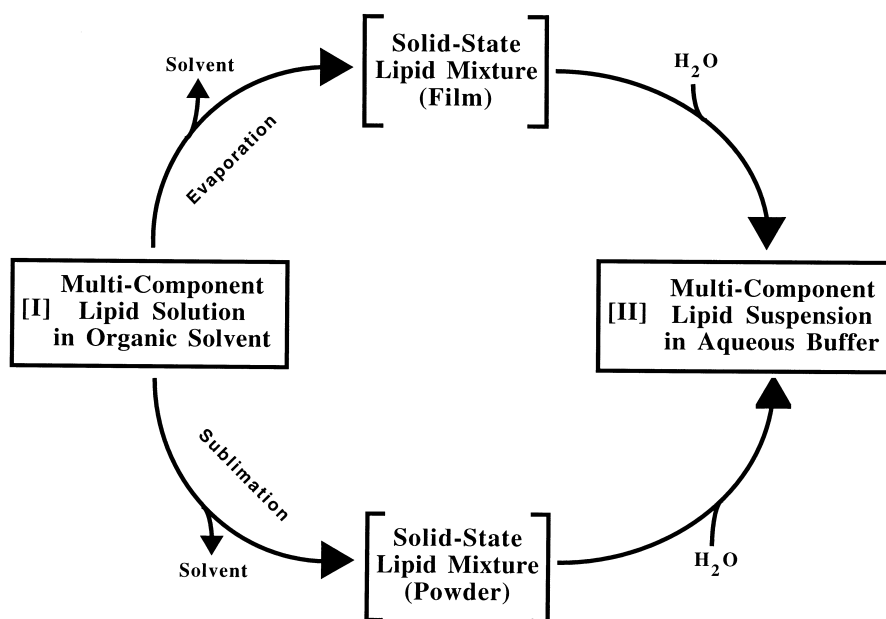 Solvent
Evaporation
Solid-State
Lipid Mixture
(Film)
H₂O
[I] Multi-Component
Lipid Solution
in Organic Solvent
[II] Multi-Component
Lipid Suspension
in Aqueous Buffer
Sublimation
Solvent
Solid-State
Lipid Mixture
(Powder)
H₂O